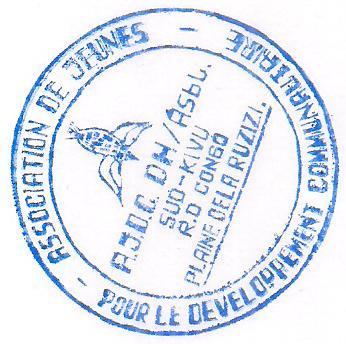 - ASSOCIATION DE JEUNES -
POUR LE DEVELOPPEMENT COMMUNAUTAIRE
A.J.D.C. DH/Asbl.
SUD-KIVU
R.D CONGO
PLAINE DE LA RUZIZI.